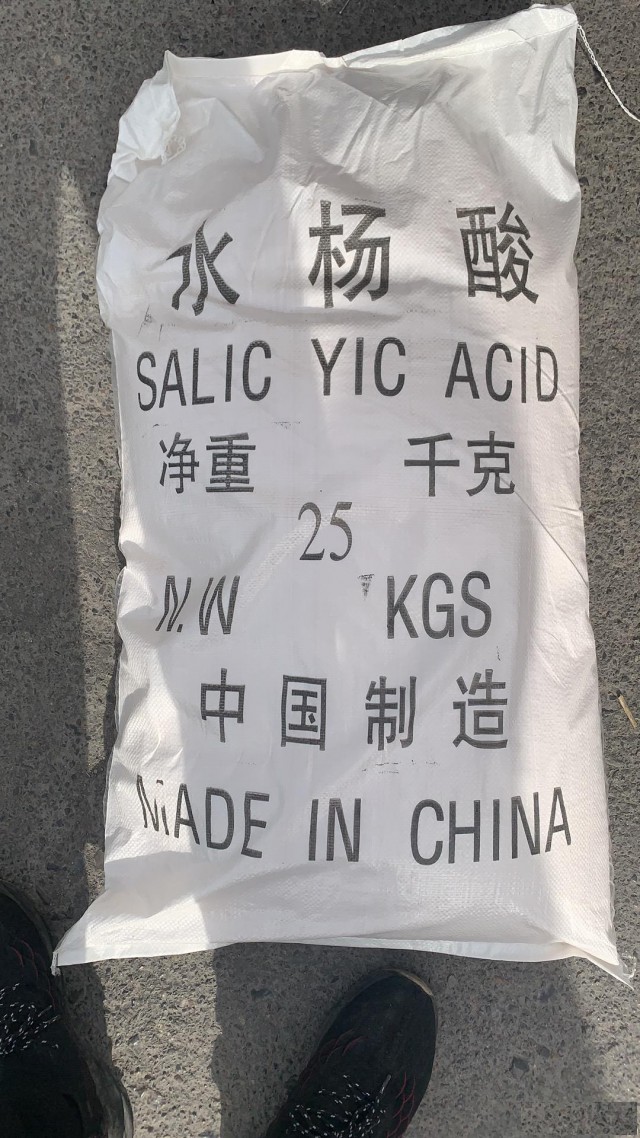 水 杨 酸
SALIC YIC ACID
净重 千克
25
N.W KGS
中 国 制 造
MADE IN CHINA